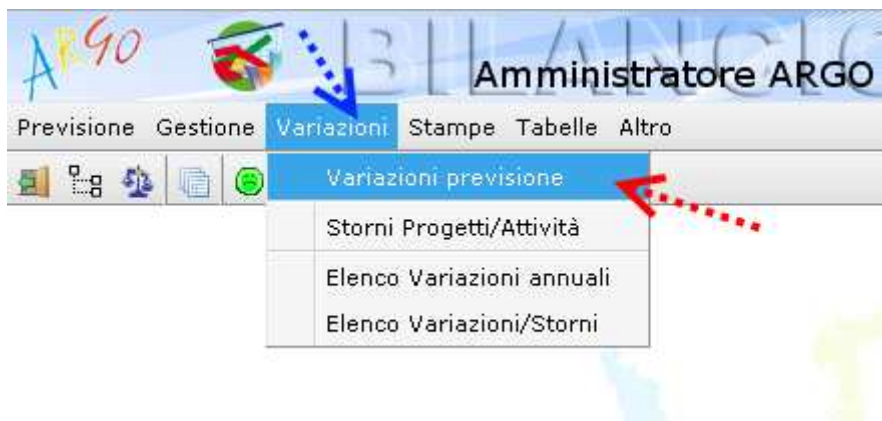 ARGO
BILANCIO
Amministratore ARGO
Previsione Gestione Variazioni Stampe Tabelle Altro
Variazioni previsione
Storni Progetti/Attività
Elenco Variazioni annuali
Elenco Variazioni/Storni